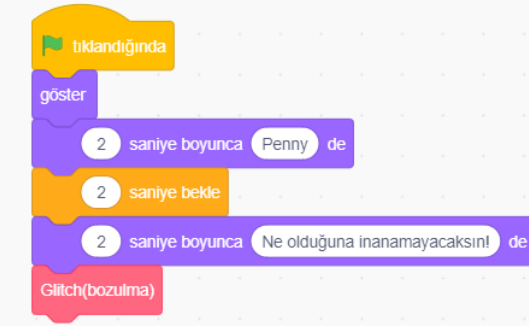 tıklandığında
göster
2 saniye boyunca Penny de
2 saniye bekle
2 saniye boyunca Ne olduğuna inanamayacaksın! de
Glitch(bozulma)